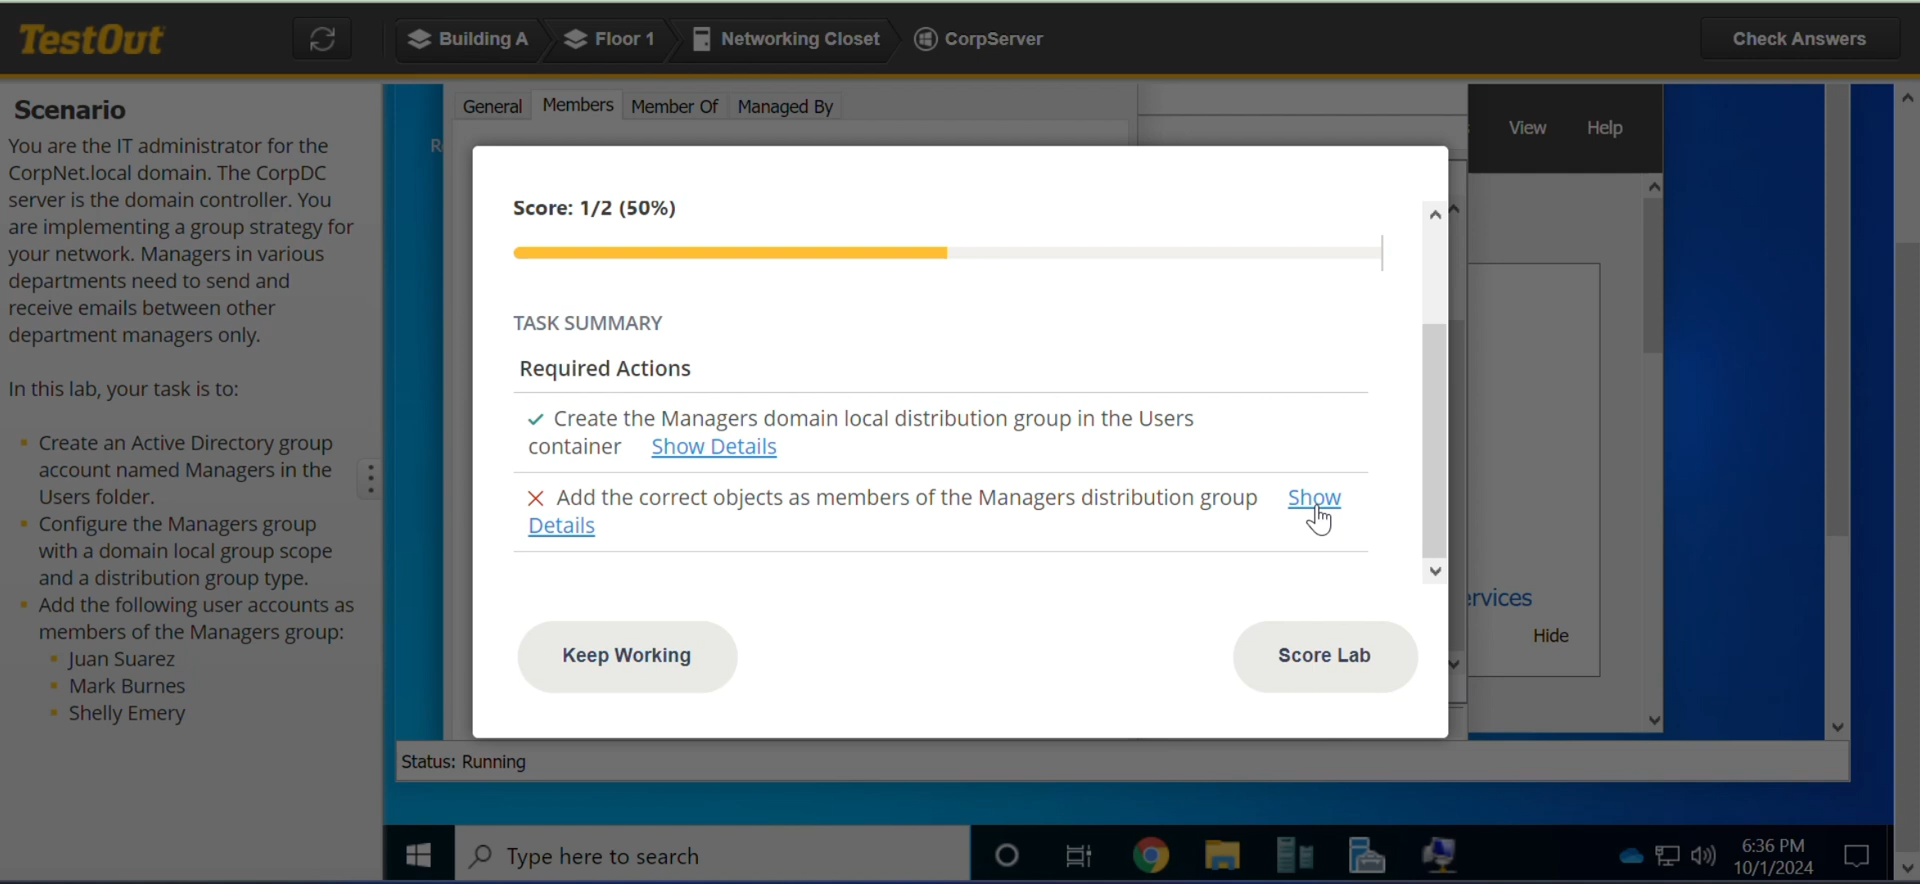 TestOut
Building A
Floor 1
Networking Closet
CorpServer
Check Answers
Scenario
You are the IT administrator for the
CorpNet.local domain. The CorpDC
server is the domain controller. You
are implementing a group strategy for
your network. Managers in various
departments need to send and
receive emails between other
department managers only.
In this lab, your task is to:
Create an Active Directory group
account named Managers in the
Users folder.
Configure the Managers group
with a domain local group scope
and a distribution group type.
Add the following user accounts as
members of the Managers group:
Juan Suarez
Mark Burnes
Shelly Emery
General Members Member Of Managed By
View Help
Score: 1/2 (50%)
TASK SUMMARY
Required Actions
Create the Managers domain local distribution group in the Users
container Show Details
Add the correct objects as members of the Managers distribution group Show
Details
Keep Working
Score Lab
ervices
Hide
Status: Running
Type here to search
6:36 PM
10/1/2024